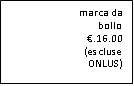 marca da
bollo
€.16.00
(escluse
ONLUS)